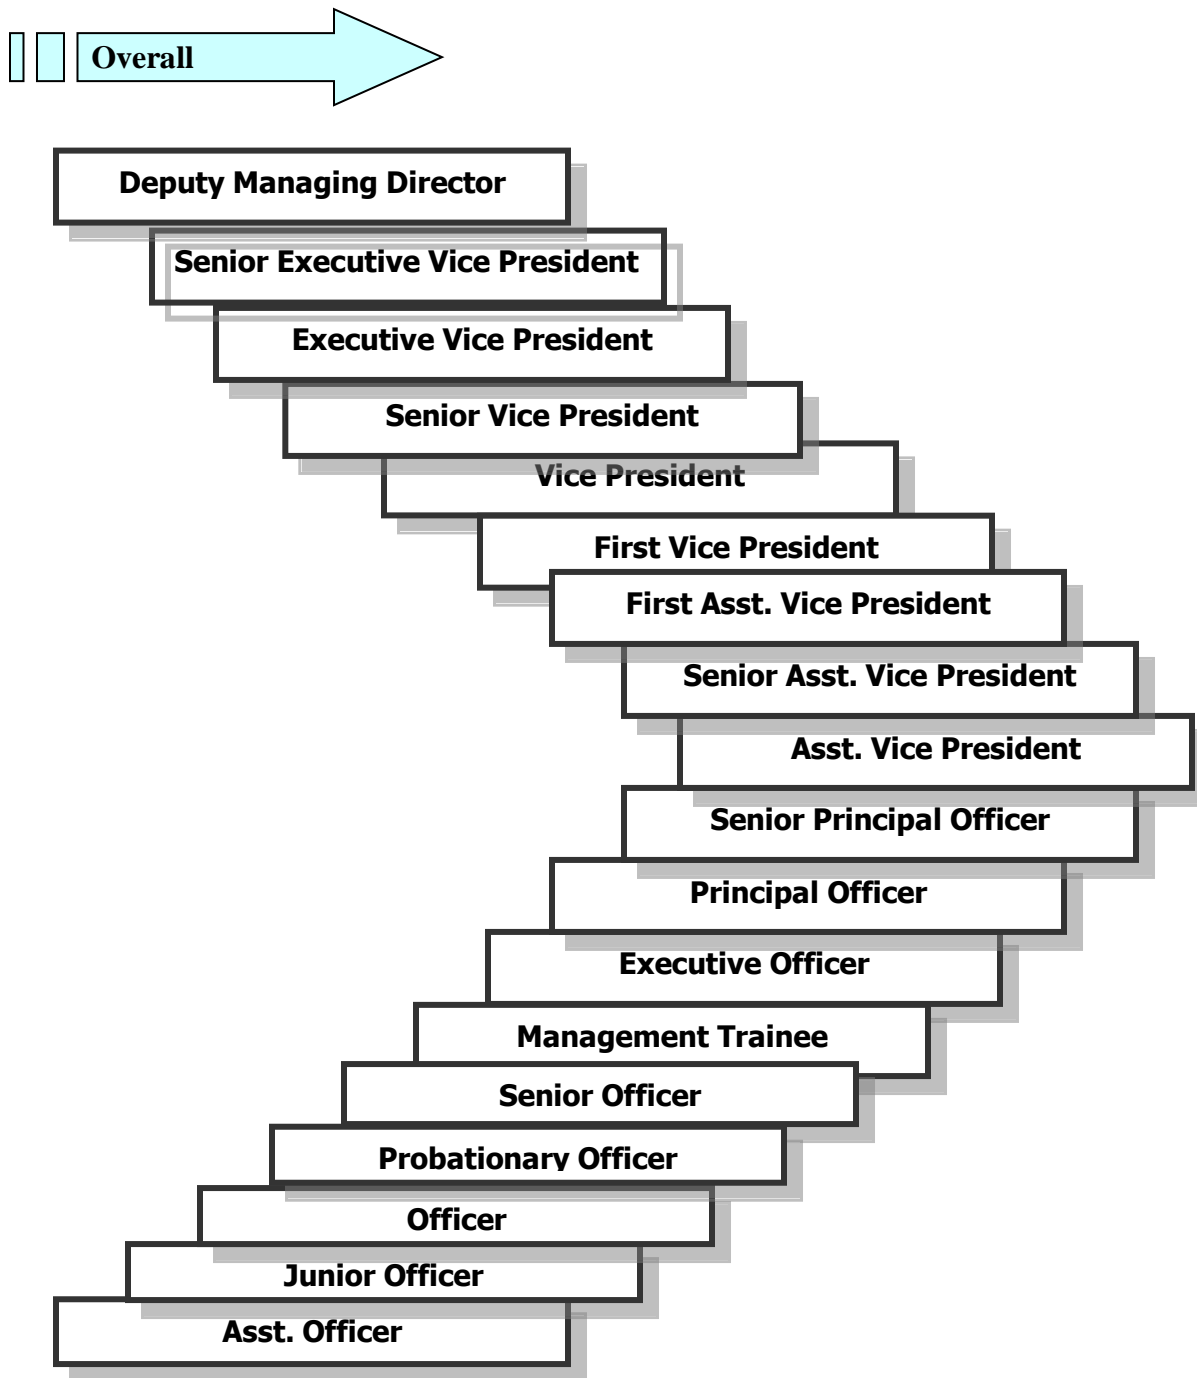 Overall
Deputy Managing Director
Senior Executive Vice President
Executive Vice President
Senior Vice President
Vice President
First Vice President
First Asst. Vice President
Senior Asst. Vice President
Asst. Vice President
Senior Principal Officer
Principal Officer
Executive Officer
Management Trainee
Senior Officer
Probationary Officer
Officer
Junior Officer
Asst. Officer